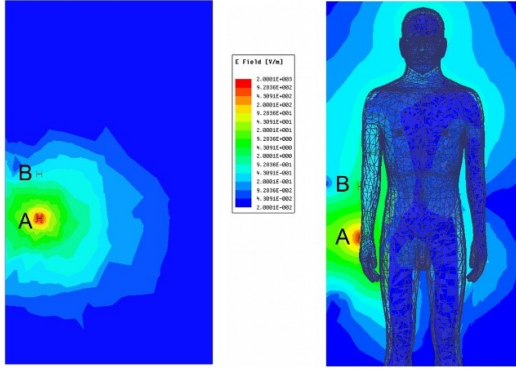 B
A
E Field [V/m]
2.0001E+003
9.2836E+002
4.3091E+002
2.0001E+002
9.2836E+001
4.3091E+001
2.0001E+001
9.2836E+000
4.3091E+000
2.0001E+000
9.2836E-001
4.3091E-001
2.0001E-001
9.2836E-002
4.3091E-002
2.0001E-002
B
A